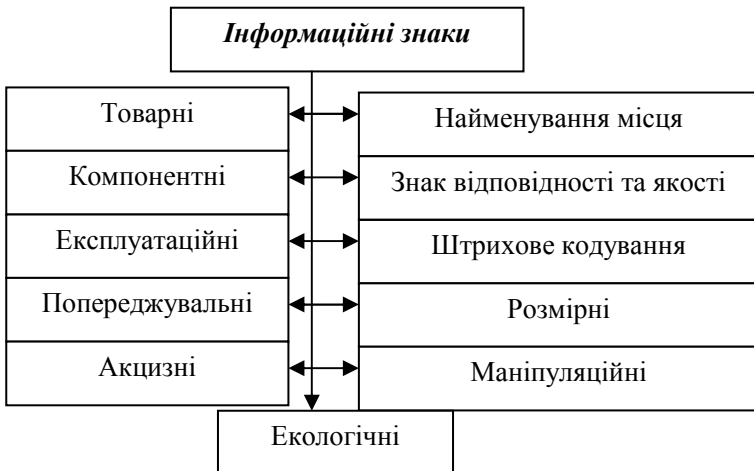 Інформаційні знаки
Товарні
Найменування місця
Компонентні
Знак відповідності та якості
Експлуатаційні
Штрихове кодування
Попереджувальні
Розмірні
Акцизні
Маніпуляційні
Екологічні